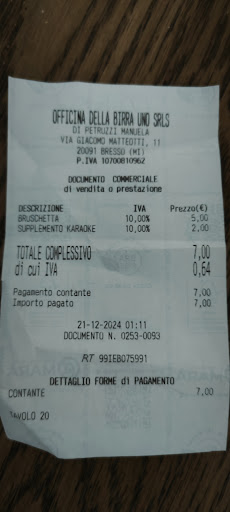 OFFICINA DELLA BIRRA UNO SRLS
DI PETRUZZI MANUELA
VIA GIACOMO MATTEOTTI, 11
20091 BRESSO (MI)
P.IVA 10700810962
DOCUMENTO COMMERCIALE
di vendita o prestazione
DESCRIZIONE IVA Prezzo(€)
BRUSCHETTA 10,00% 5,00
SUPPLEMENTO KARAOKE 10,00% 2,00
TOTALE COMPLESSIVO 7,00
di cui IVA 0,64
Pagamento contante 7,00
Importo pagato 7,00
21-12-2024 01:11
DOCUMENTO N. 0253-0093
RT 99IEB075991
DETTAGLIO FORME di PAGAMENTO
CONTANTE 7,00
TAVOLO 20